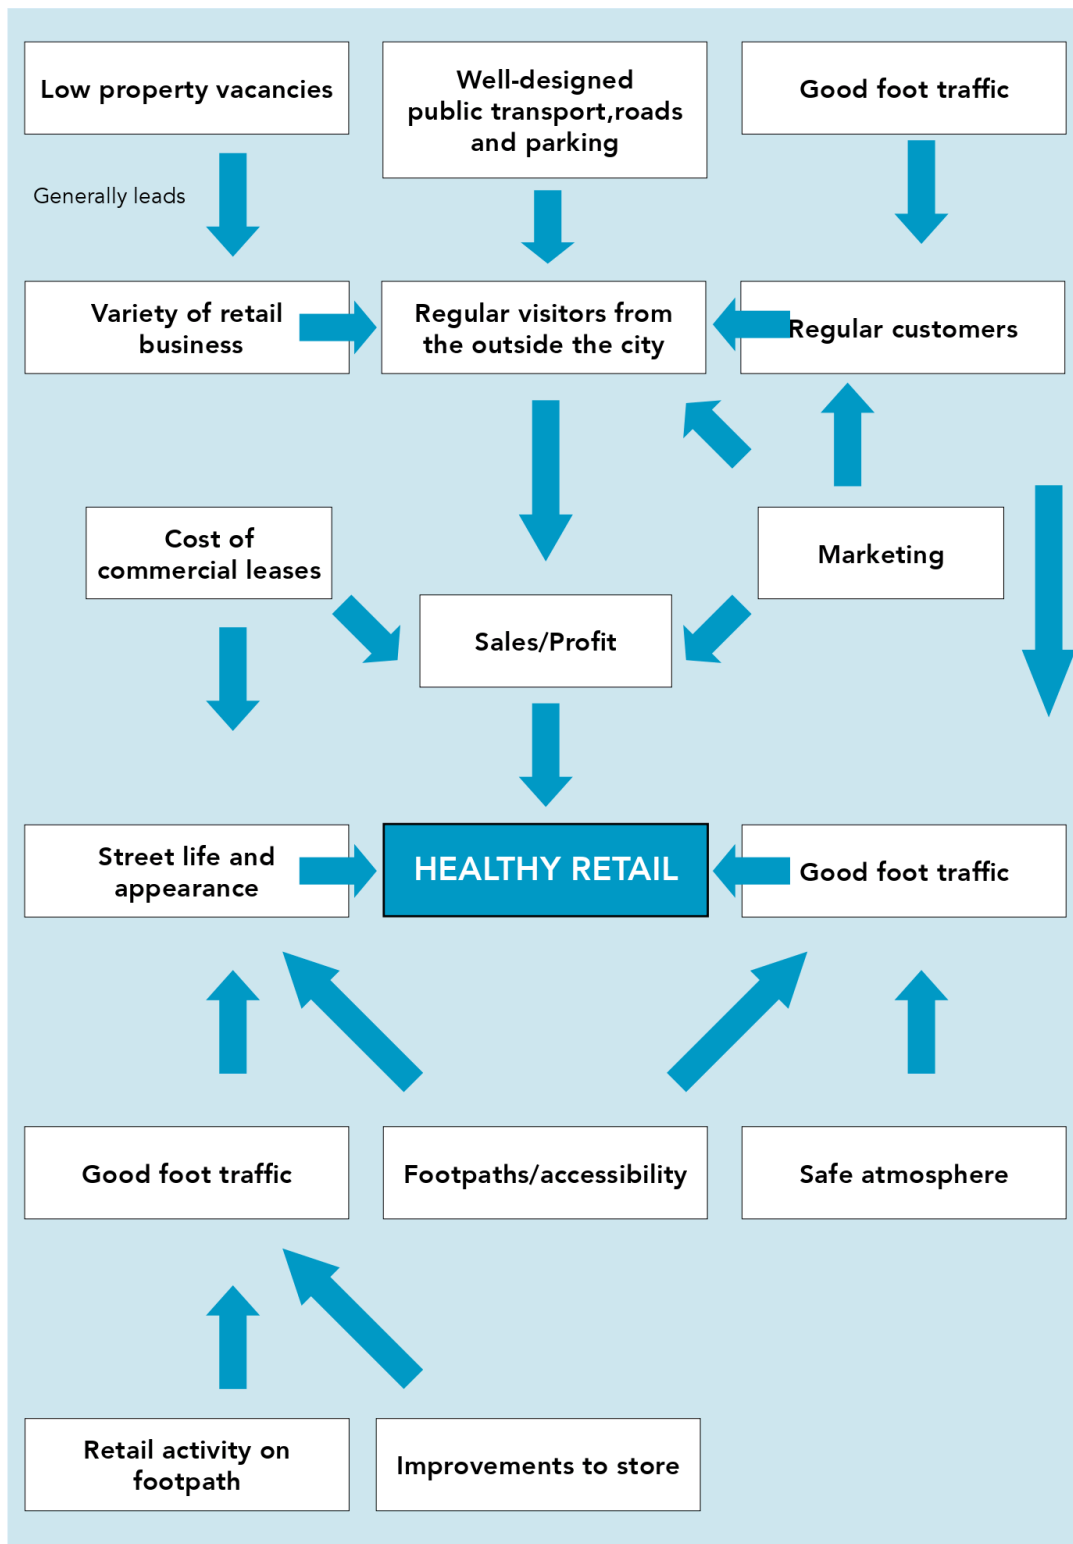 Low property vacancies
Well-designed
public transport,roads
and parking
Good foot traffic
Generally leads
Variety of retail
business
Regular visitors from
the outside the city
Regular customers
Cost of
commercial leases
Marketing
Sales/Profit
Street life and
appearance
HEALTHY RETAIL
Good foot traffic
Good foot traffic
Footpaths/accessibility
Safe atmosphere
Retail activity on
footpath
Improvements to store